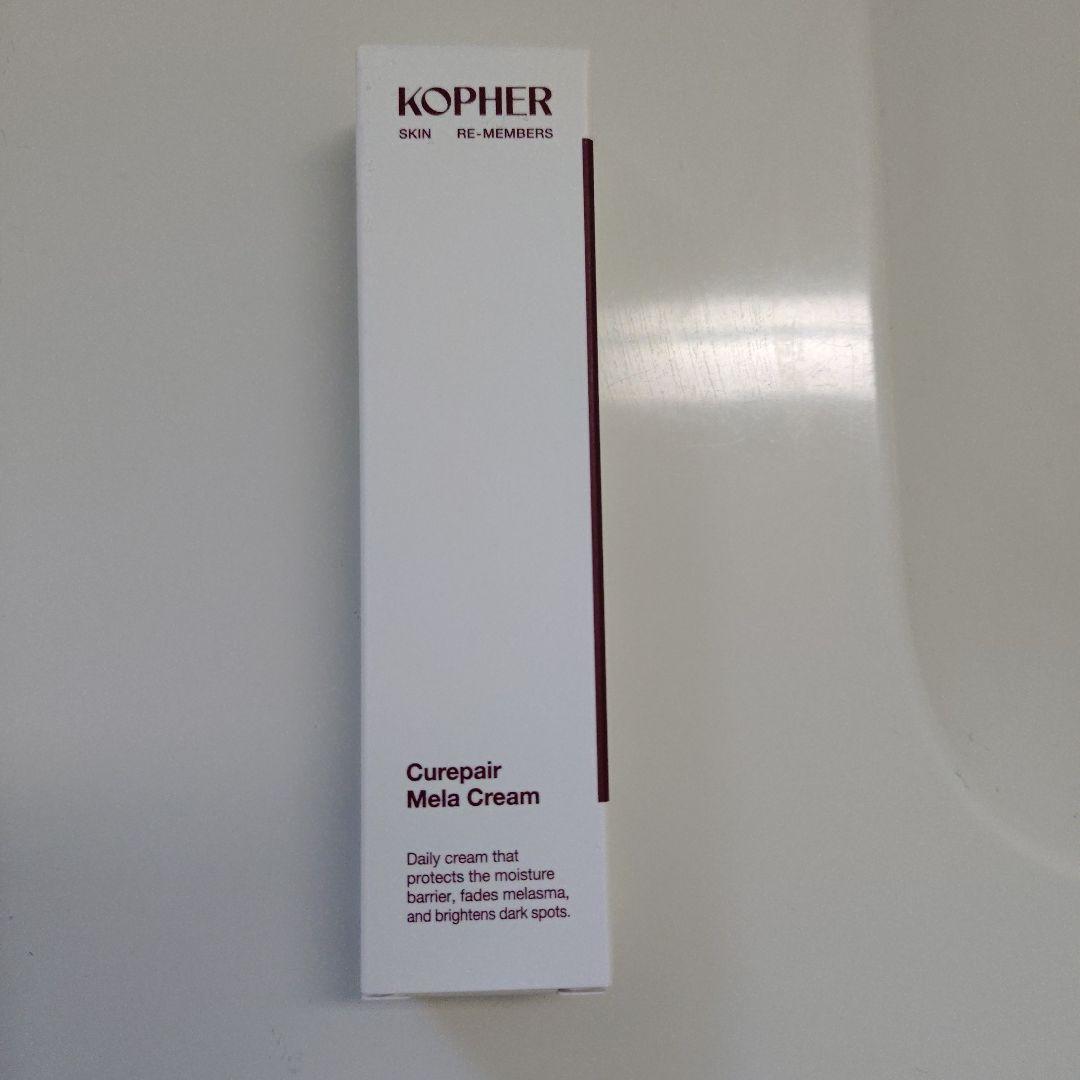 KOPHER
SKIN RE-MEMBERS
Curepair
Mela Cream
Daily cream that
protects the moisture
barrier, fades melasma,
and brightens dark spots.